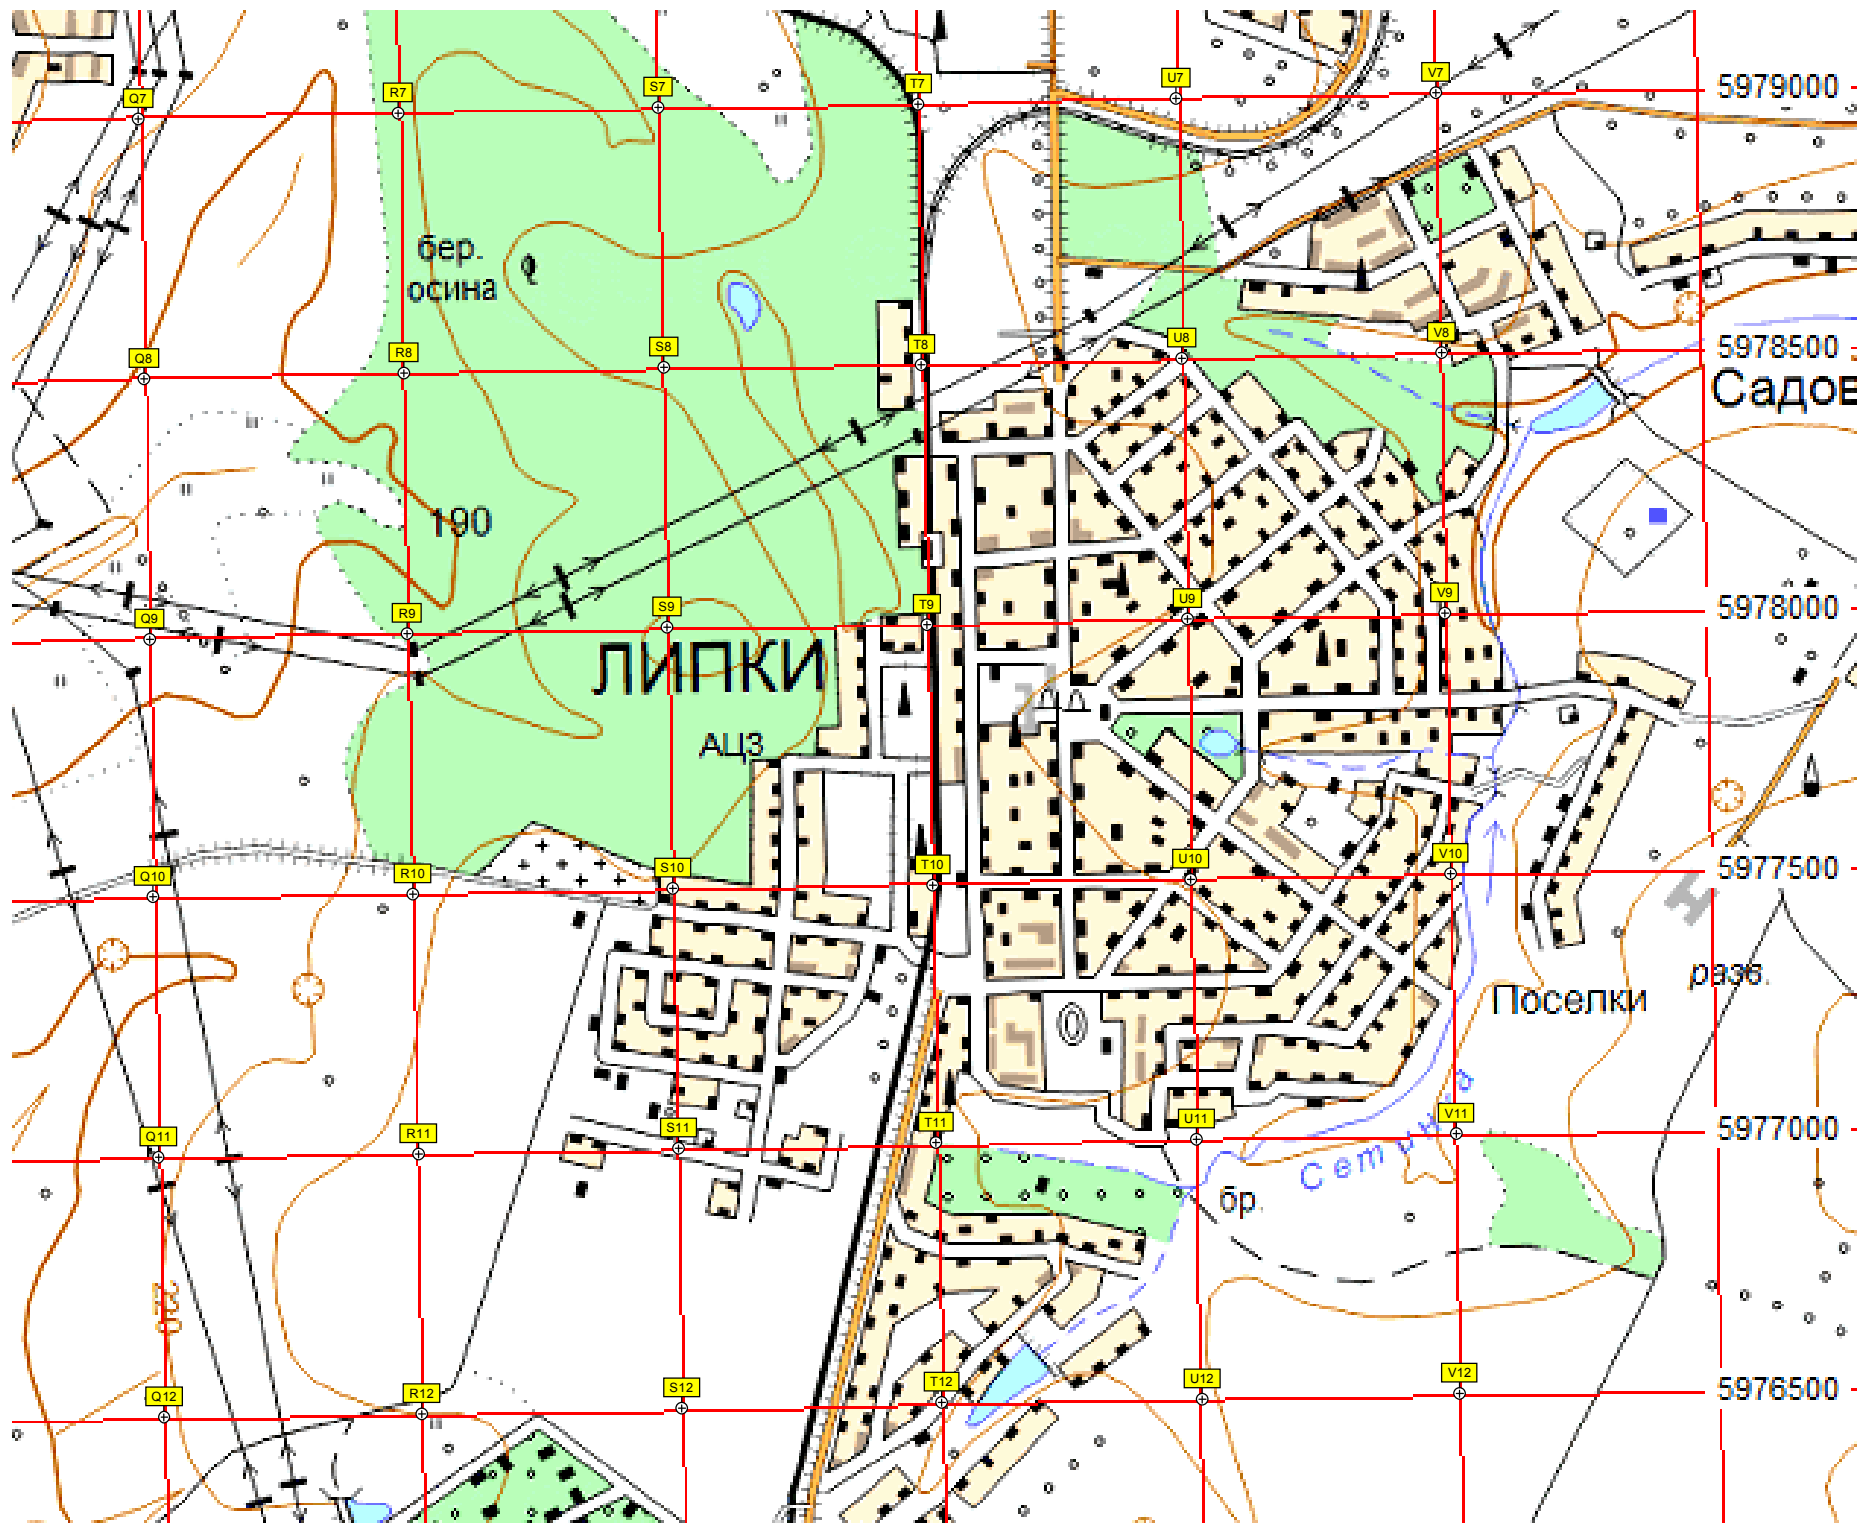 Q7 R7 S7 T7 U7 V7 5979000
бер.
осина
Q8 R8 S8 T8 U8 V8 5978500
Садов
190
Q9 R9 S9 T9 U9 V9 5978000
ЛИПКИ
АЦЗ
Q10 R10 S10 T10 U10 V10 5977500
разв.
Поселки
Q11 R11 S11 T11 U11 V11 5977000
бр.
220
Q12 R12 S12 T12 U12 V12 5976500